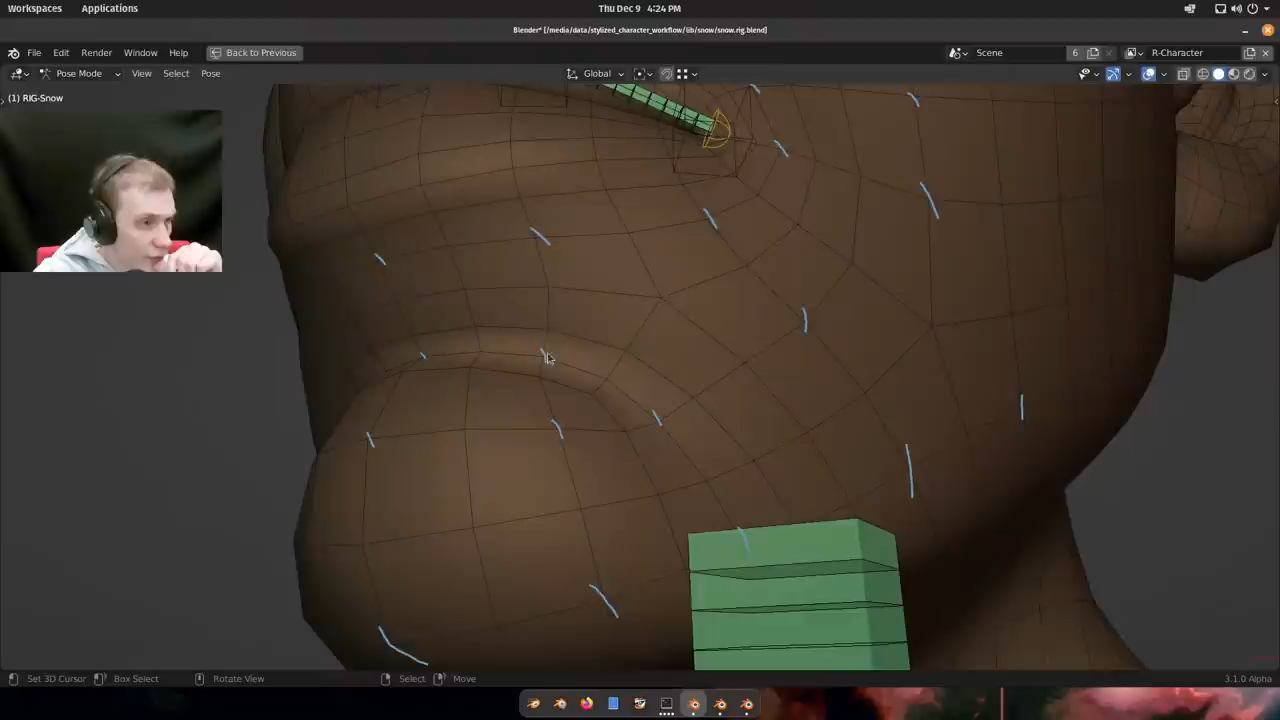 Workspaces
Applications
Thu Dec 9 4:24 PM
Blender* [/media/data/stylized_character_workflow/lib/snow/snow.rig.blend]
File Edit Render Window Help Back to Previous
Scene 6 R-Character
Pose Mode View Select Pose
Global
Options
(1) RIG-Snow
Set 3D Cursor Box Select Rotate View Select Move
3.1.0 Alpha